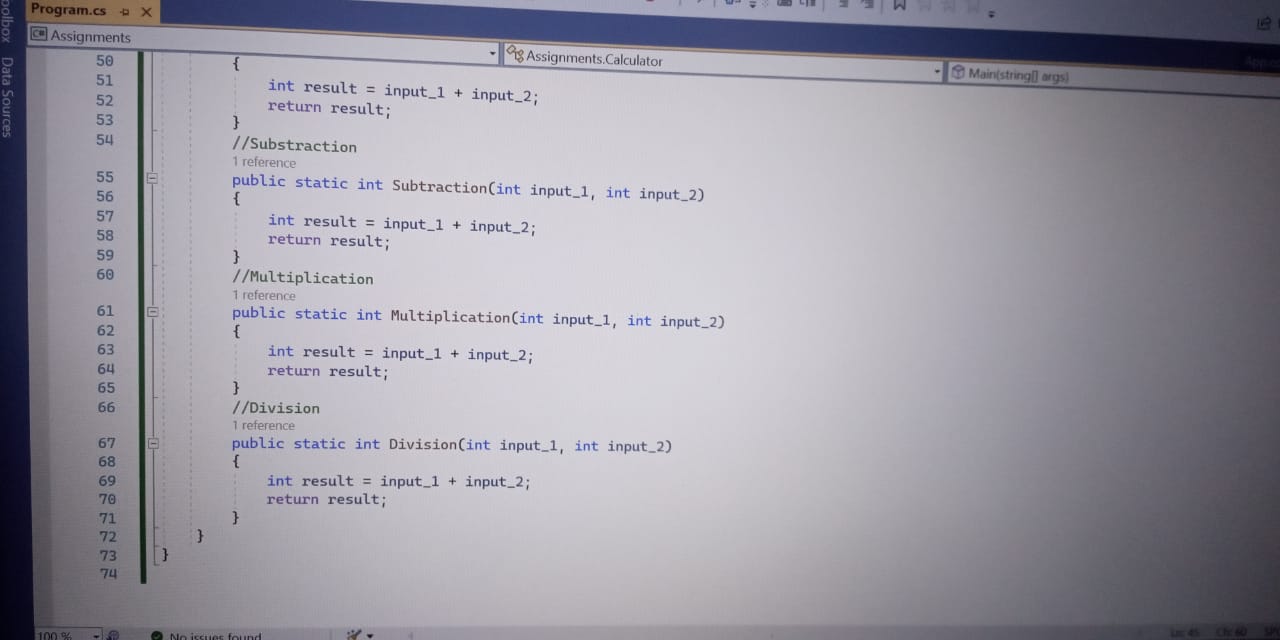 Program.cs
Assignments
Assignments.Calculator
Main(string[] args)
oolbox
Data Sources
50 {
51 int result = input_1 + input_2;
52 return result;
53 }
54 //Substraction
1 reference
55 public static int Subtraction(int input_1, int input_2)
56 {
57 int result = input_1 + input_2;
58 return result;
59 }
60 //Multiplication
1 reference
61 public static int Multiplication(int input_1, int input_2)
62 {
63 int result = input_1 + input_2;
64 return result;
65 }
66 //Division
1 reference
67 public static int Division(int input_1, int input_2)
68 {
69 int result = input_1 + input_2;
70 return result;
71 }
72 }
73 }
74
100 %
No issues found